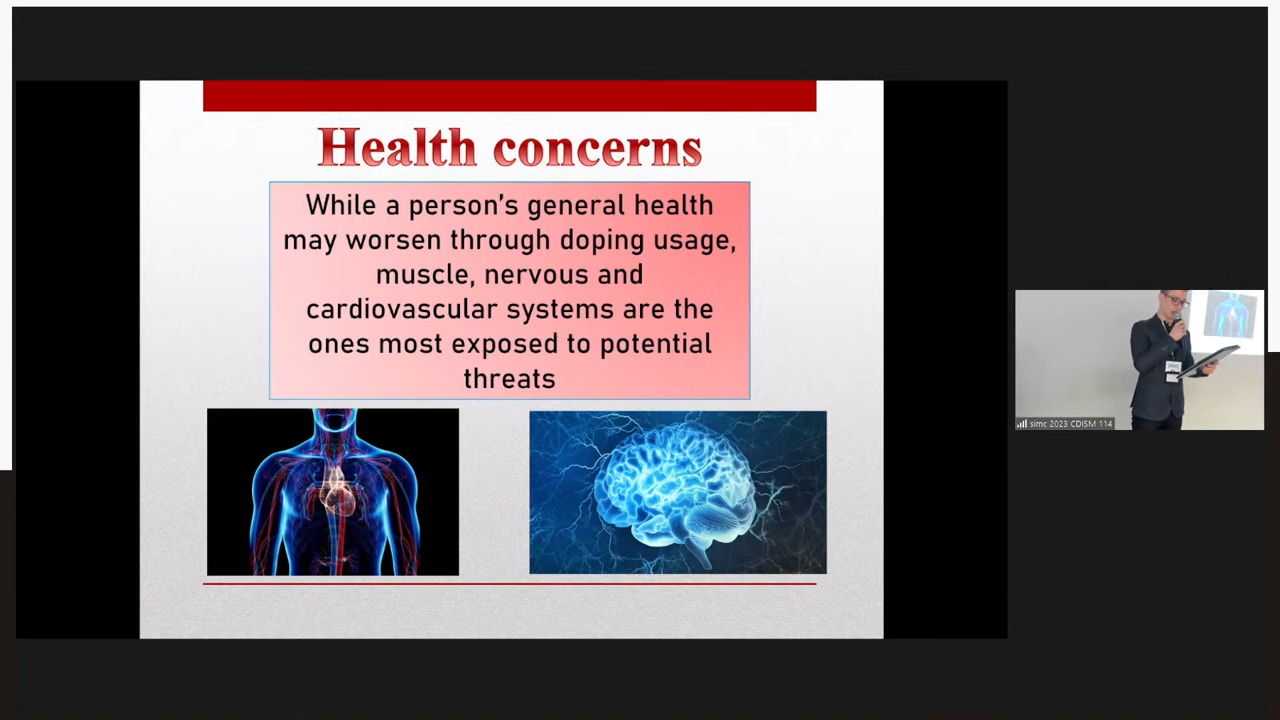 Health concerns
While a person's general health
may worsen through doping usage,
muscle, nervous and
cardiovascular systems are the
ones most exposed to potential
threats
simc 2023 CDISM 114